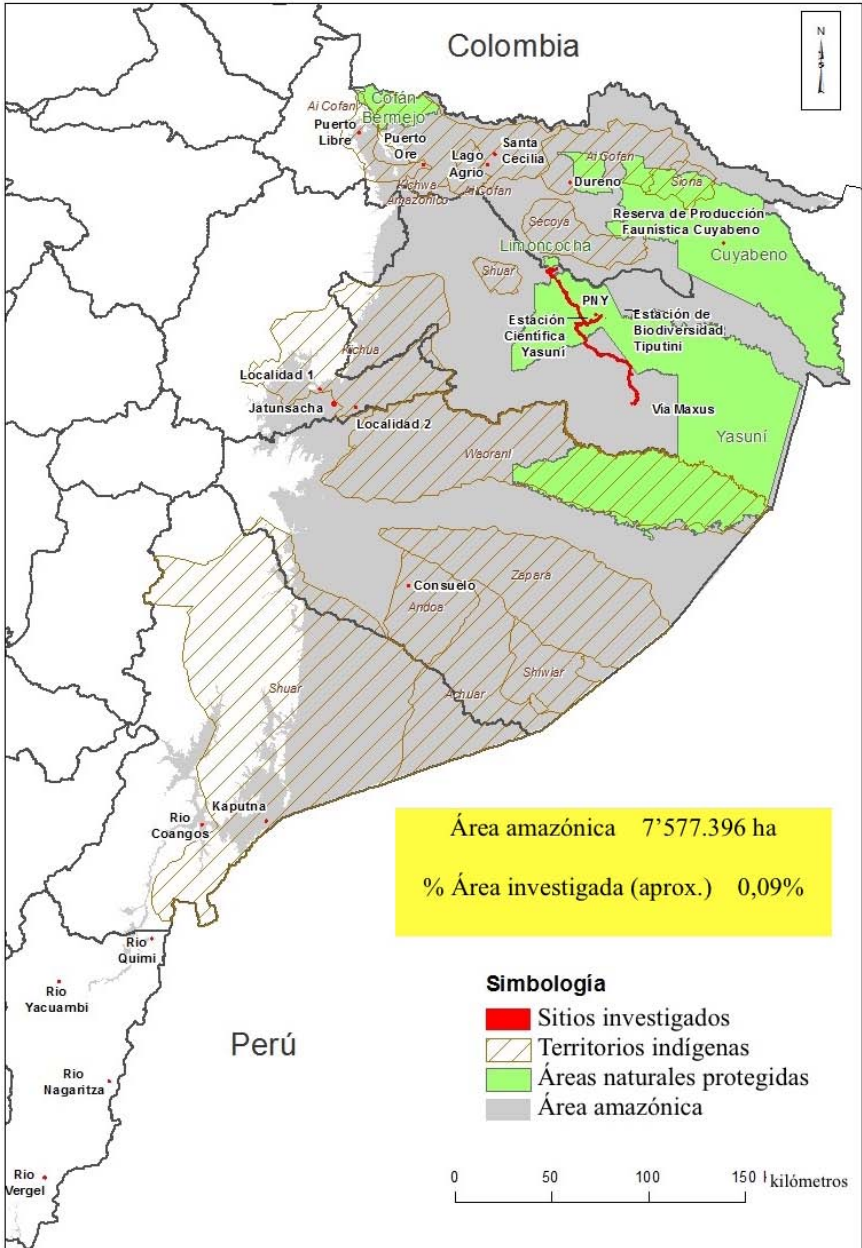 Colombia
N
S
Ai Cofan
Cofán
Bermejo
Puerto
Libre
Puerto
Ore
Lago
Agrio
Santa
Cecilia
Ai Cofan
Kichwa
Amazónico
Ai Cofan
Dureno
Siona
Secoya
Reserva de Producción
Faunística Cuyabeno
Cuyabeno
Limoncocha
Shuar
PNY
Estación
Científica
Yasuní
Estación de
Biodiversidad
Tiputini
Kichua
Localidad 1
Jatunsacha
Localidad 2
Vía Maxus
Yasuní
Waorani
Consuelo
Zapara
Andoa
Shiwiar
Achuar
Shuar
Rio
Coangos
Kaputna
Área amazónica 7’577.396 ha
% Área investigada (aprox.) 0,09%
Rio
Quimi
Rio
Yacuambi
Perú
Rio
Nagaritza
Rio
Vergel
Simbología
Sitios investigados
Territorios indígenas
Áreas naturales protegidas
Área amazónica
0 50 100 150 kilómetros